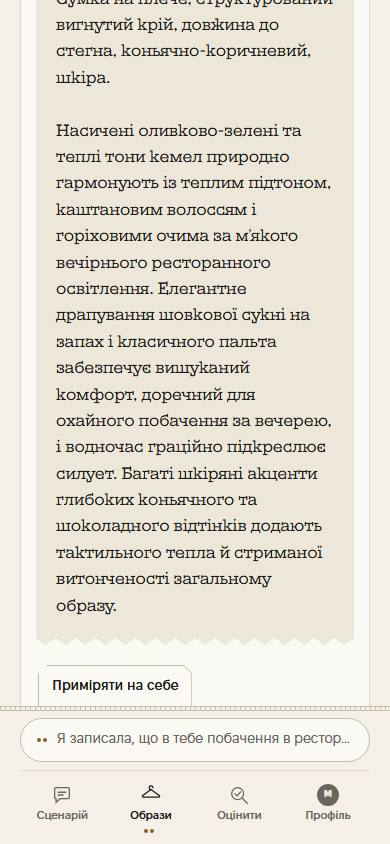 Сумка на плече, структурований
вигнутий крій, довжина до
стегна, коньячно-коричневий,
шкіра.
Насичені оливково-зелені та
теплі тони кемел природно
гармонують із теплим підтоном,
каштановим волоссям і
горіховими очима за м'якого
вечірнього ресторанного
освітлення. Елегантне
драпування шовкової сукні на
запах і класичного пальта
забезпечує вишуканий
комфорт, доречний для
охайного побачення за вечерею,
і водночас граційно підкреслює
силует. Багаті шкіряні акценти
глибоких коньячного та
шоколадного відтінків додають
тактильного тепла й стриманої
витонченості загальному
образу.
Приміряти на себе
Я записала, що в тебе побачення в рестор...
Сценарій
Образи
Оцінити
М
Профіль